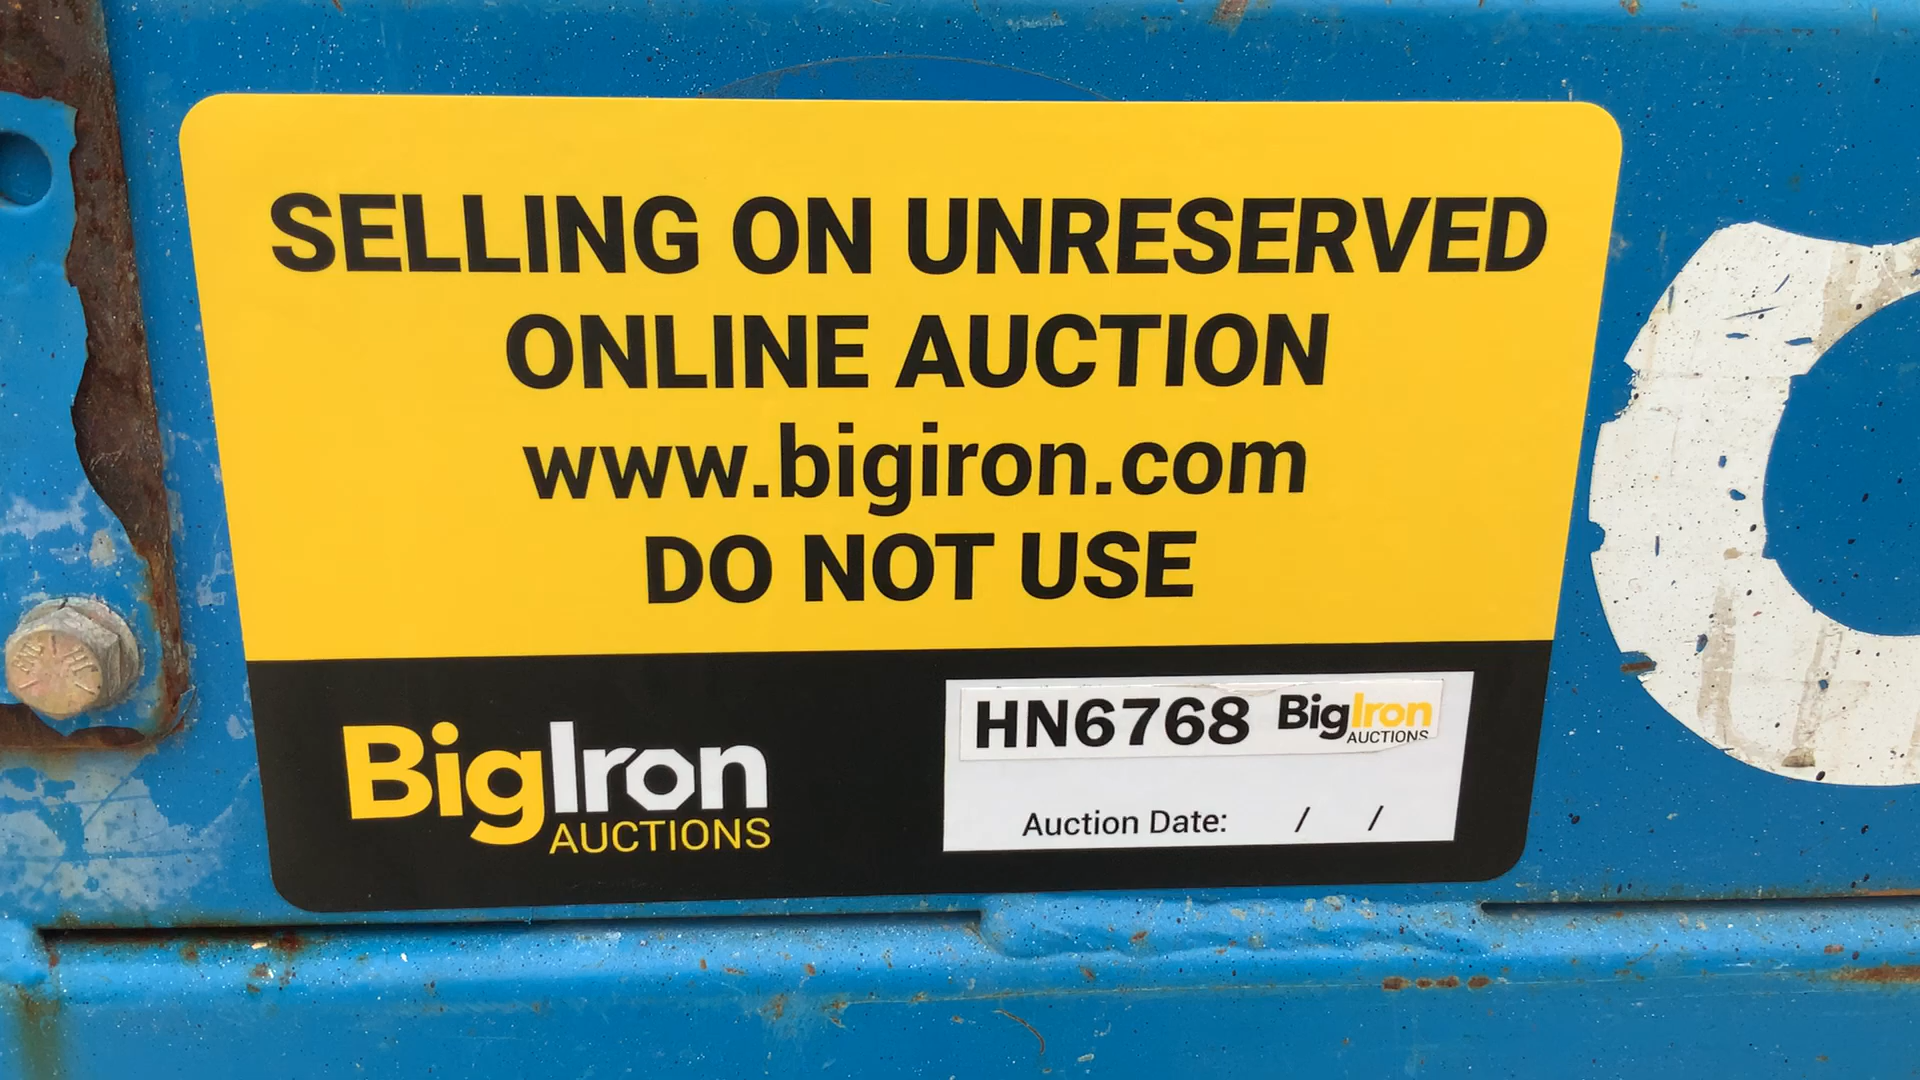 SELLING ON UNRESERVED
ONLINE AUCTION
www.bigiron.com
DO NOT USE
BigIron
AUCTIONS
HN6768 BigIron
AUCTIONS
Auction Date: / /